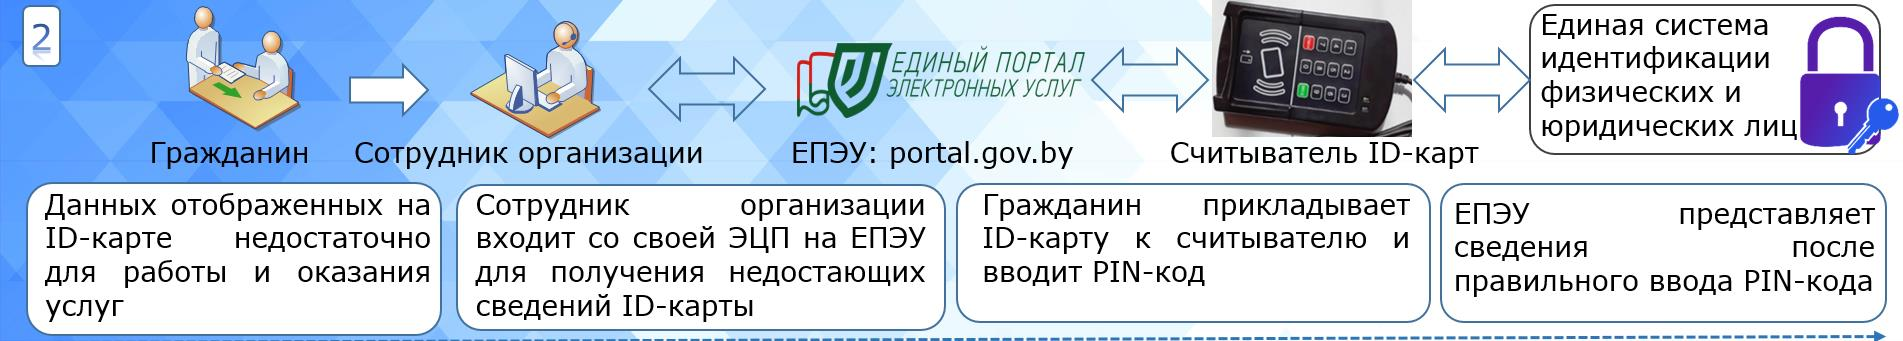 2
Единая система
идентификации
физических и
юридических лиц
ЕДИНЫЙ ПОРТАЛ
ЭЛЕКТРОННЫХ УСЛУГ
Гражданин
Сотрудник организации
ЕПЭУ: portal.gov.by
Считыватель ID-карт
Данных отображенных на
ID-карте недостаточно
для работы и оказания
услуг
Сотрудник организации
входит со своей ЭЦП на ЕПЭУ
для получения недостающих
сведений ID-карты
Гражданин прикладывает
ID-карту к считывателю и
вводит PIN-код
ЕПЭУ представляет
сведения после
правильного ввода PIN-кода